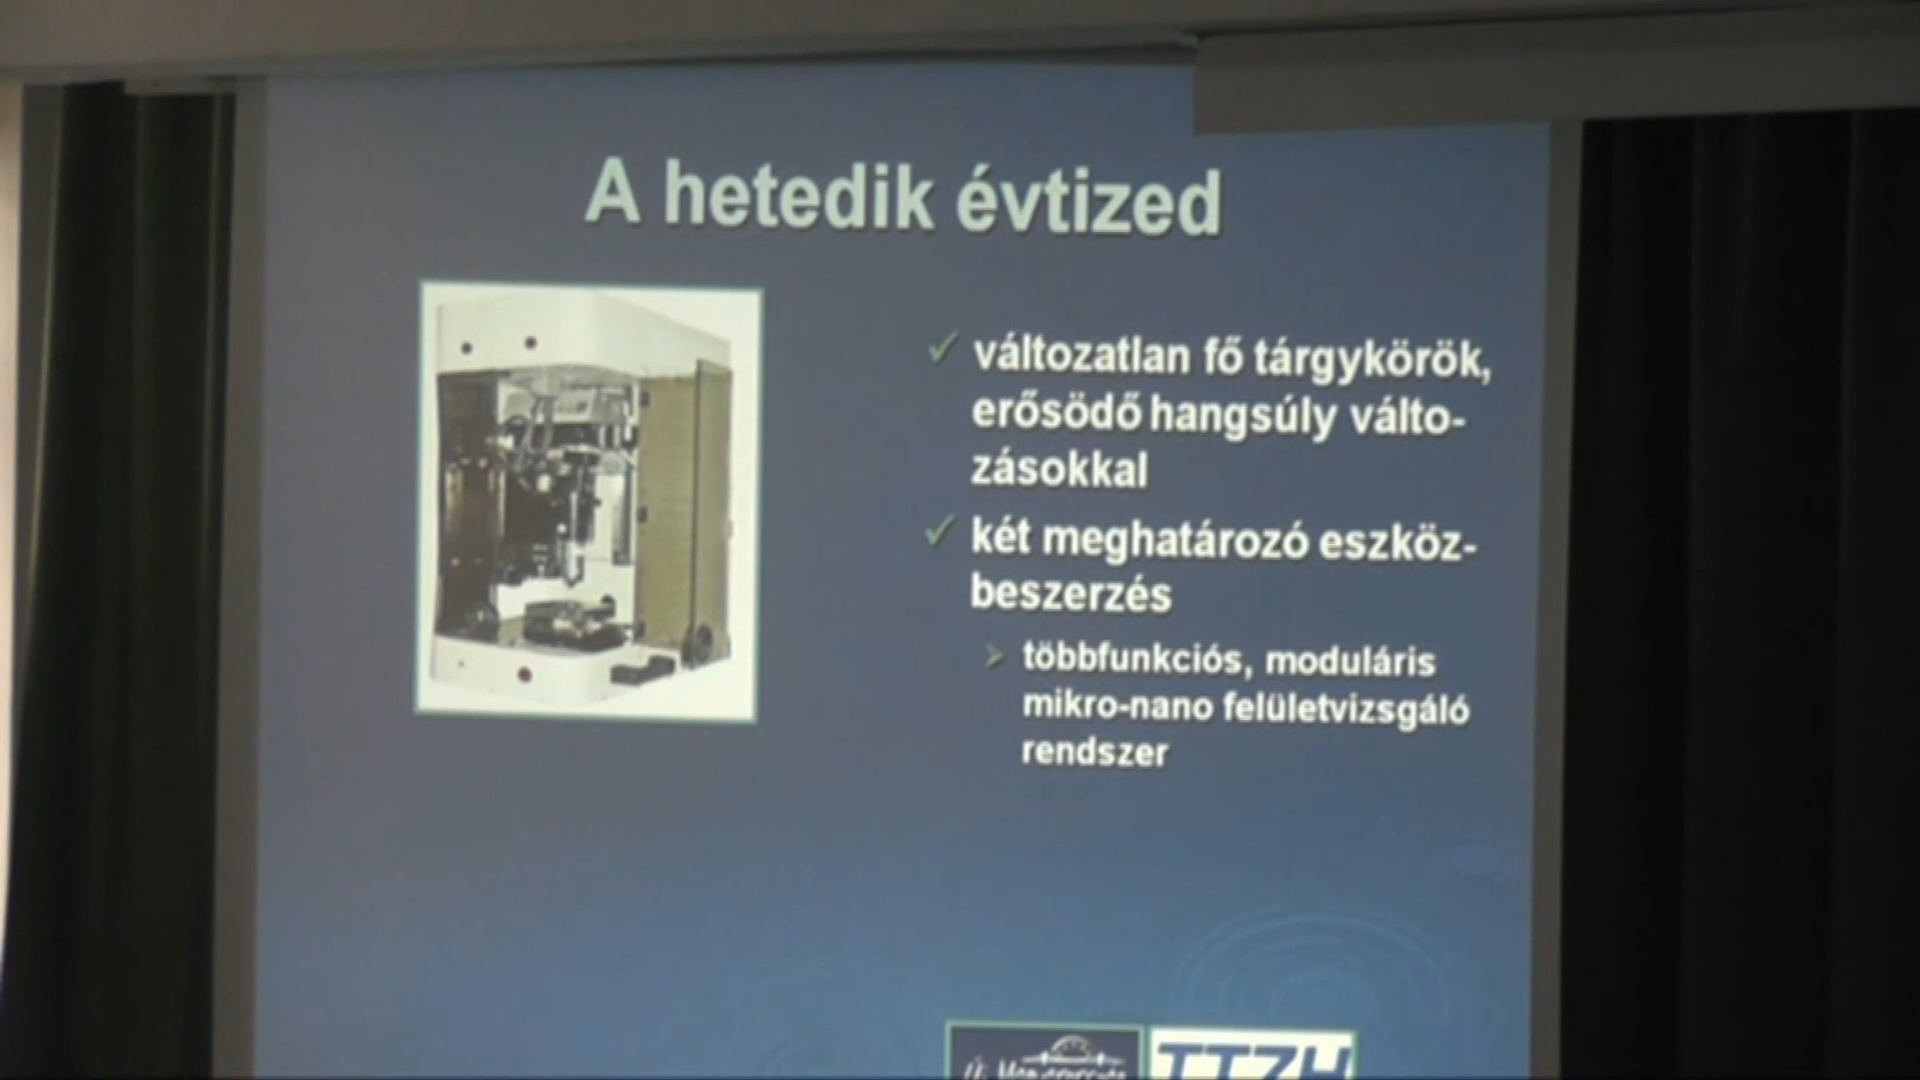 A hetedik évtized
változatlan fő tárgykörök,
erősödő hangsúly válto-
zásokkal
két meghatározó eszköz-
beszerzés
többfunkciós, moduláris
mikro-nano felületvizsgáló
rendszer